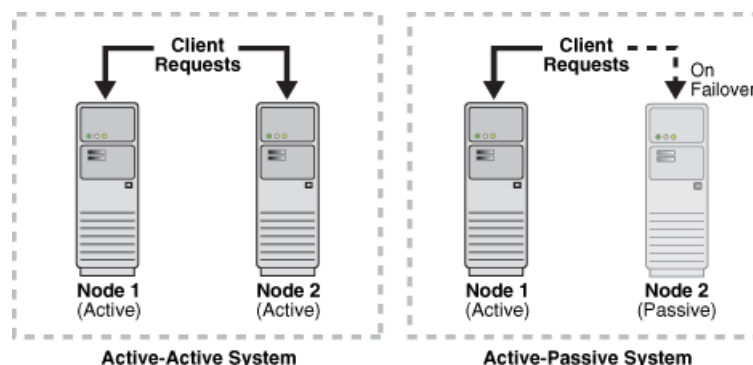 Client
Requests
Node 1
(Active)
Node 2
(Active)
Active-Active System
Client
Requests
On
Failover
Node 1
(Active)
Node 2
(Passive)
Active-Passive System